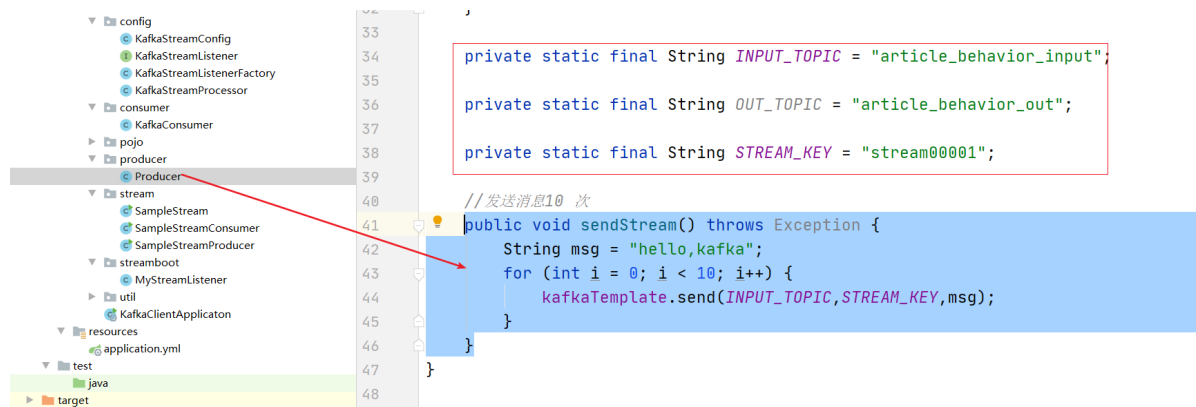 config
KafkaStreamConfig
KafkaStreamListener
KafkaStreamListenerFactory
KafkaStreamProcessor
consumer
KafkaConsumer
pojo
producer
Producer
stream
SampleStream
SampleStreamConsumer
SampleStreamProducer
streamboot
MyStreamListener
util
KafkaClientApplicaton
resources
application.yml
test
java
target
33
34 private static final String INPUT_TOPIC = "article_behavior_input";
35
36 private static final String OUT_TOPIC = "article_behavior_out";
37
38 private static final String STREAM_KEY = "stream00001";
39
40 //发送消息10 次
41 public void sendStream() throws Exception {
42 String msg = "hello,kafka";
43 for (int i = 0; i < 10; i++) {
44 kafkaTemplate.send(INPUT_TOPIC,STREAM_KEY,msg);
45 }
46 }
47 }
48